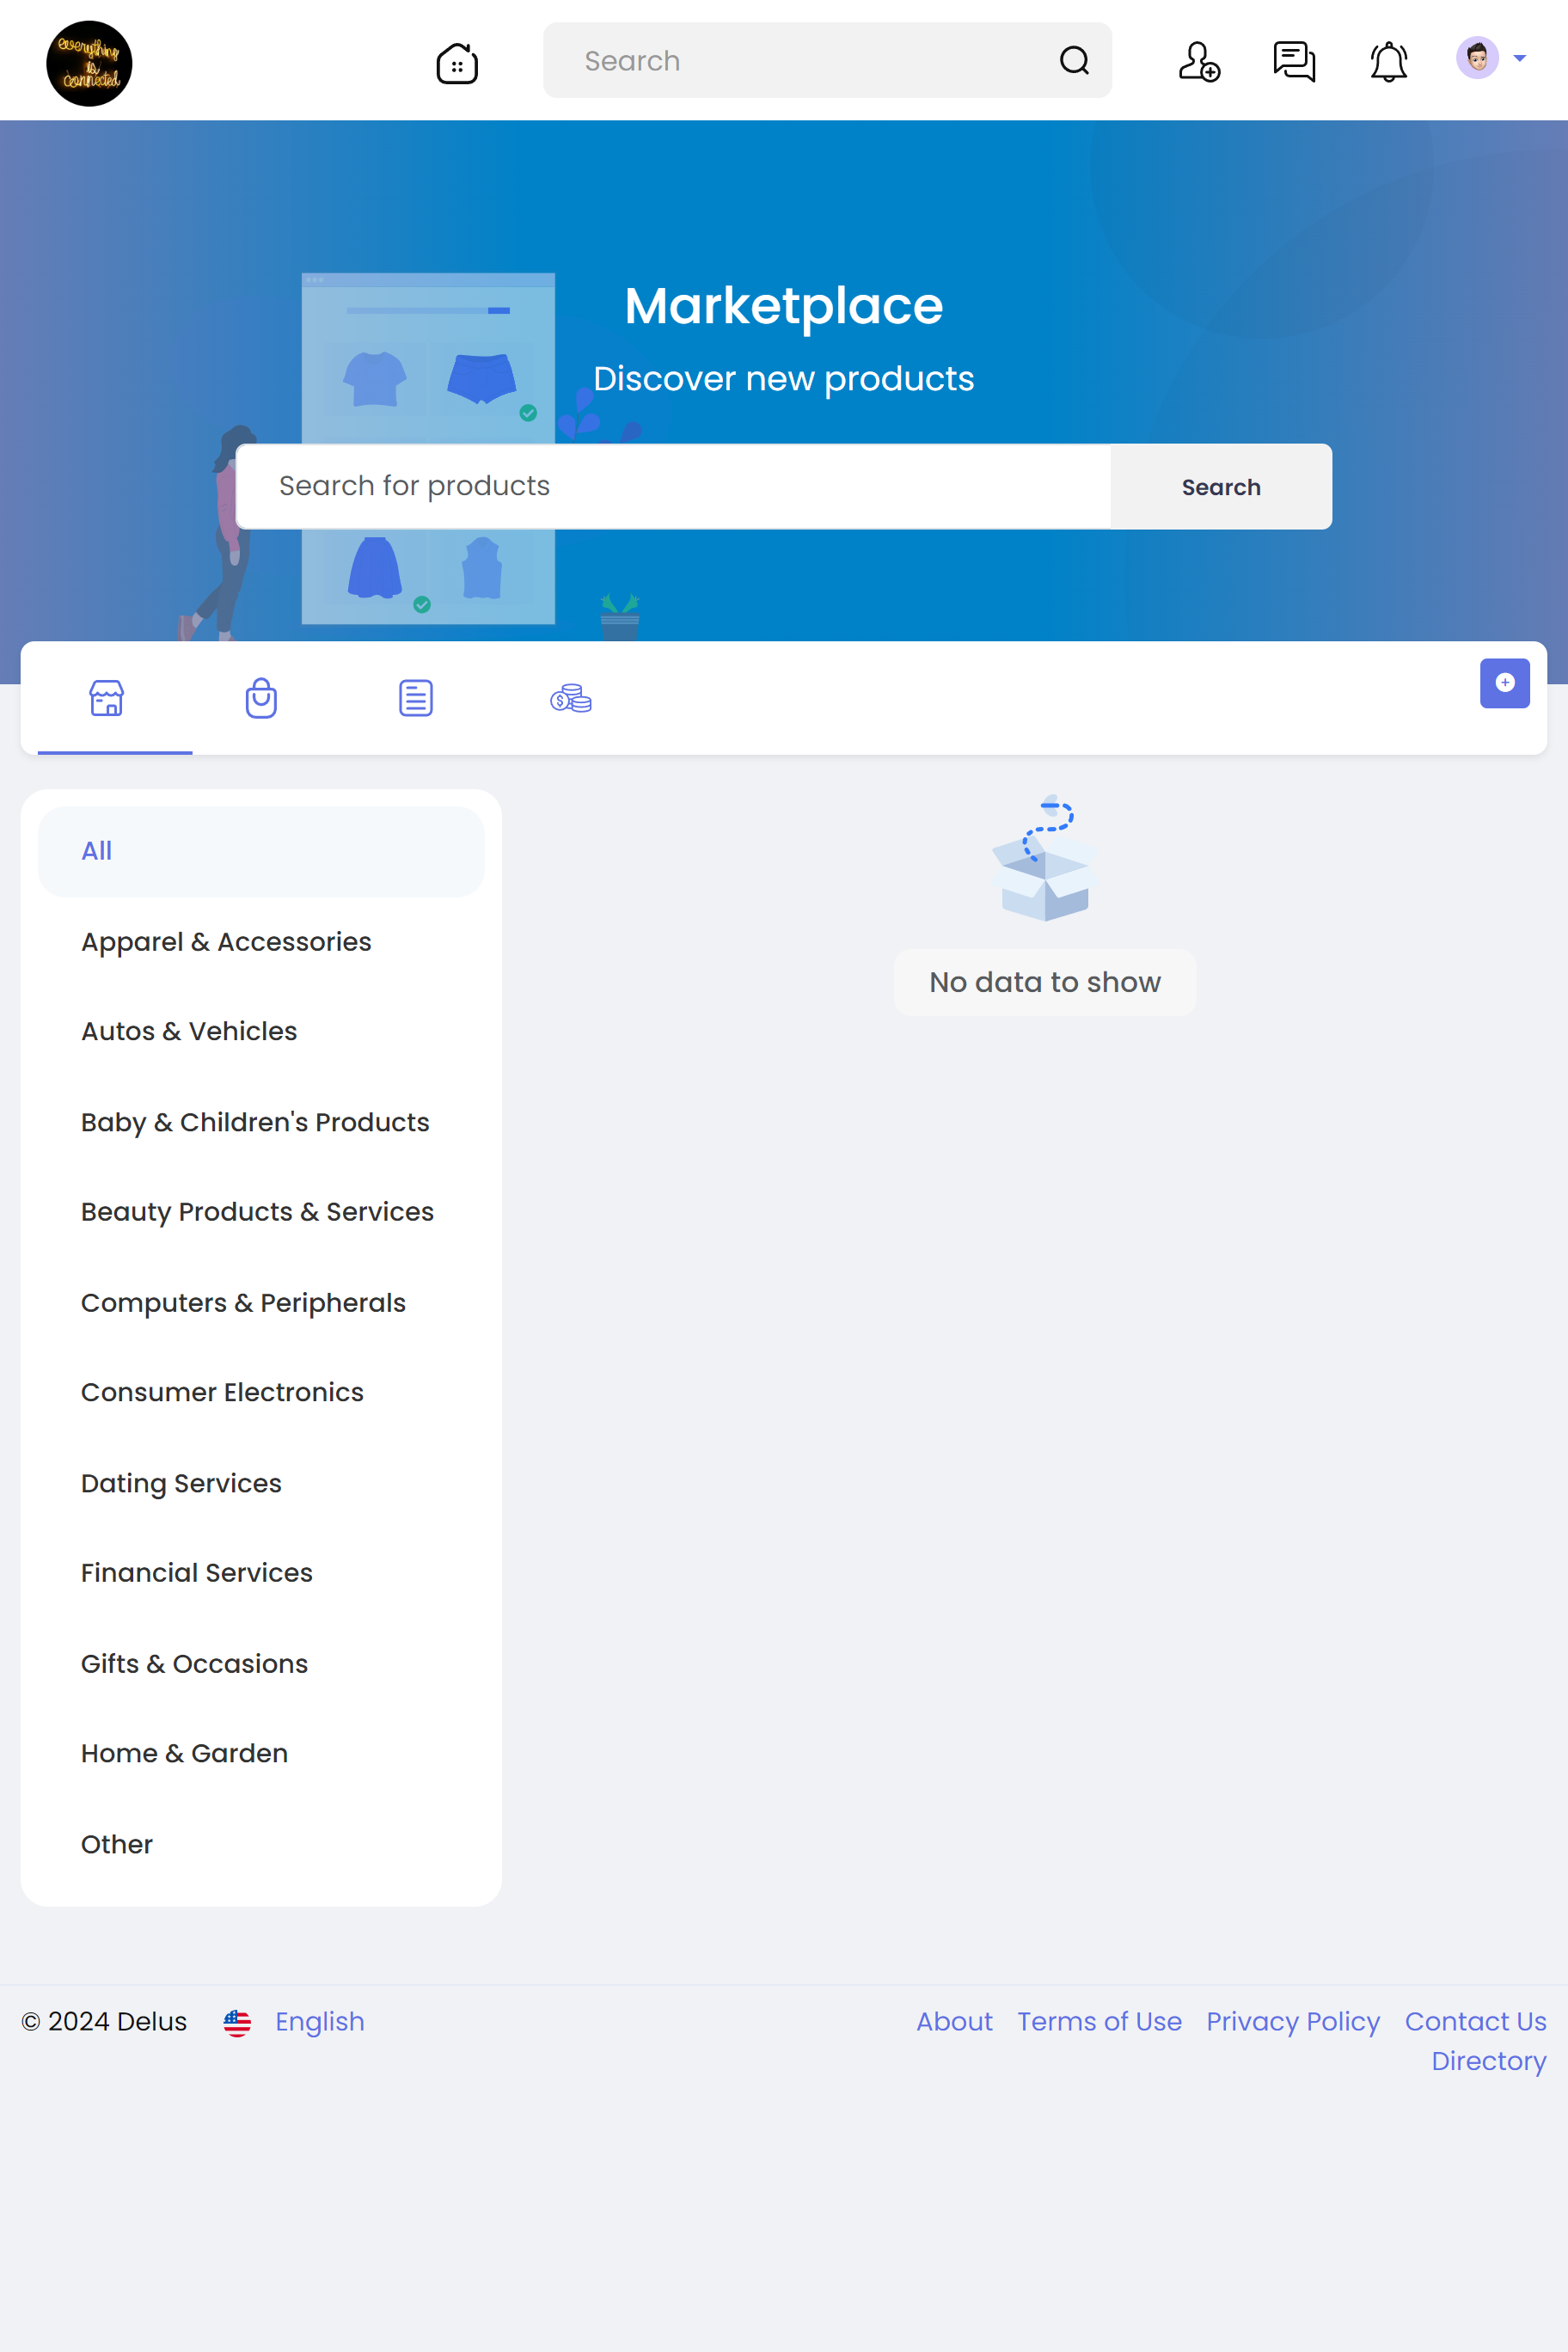 everything
is
connected
Search
Marketplace
Discover new products
Search for products
Search
All
Apparel & Accessories
Autos & Vehicles
Baby & Children's Products
Beauty Products & Services
Computers & Peripherals
Consumer Electronics
Dating Services
Financial Services
Gifts & Occasions
Home & Garden
Other
No data to show
© 2024 Delus English About Terms of Use Privacy Policy Contact Us
Directory